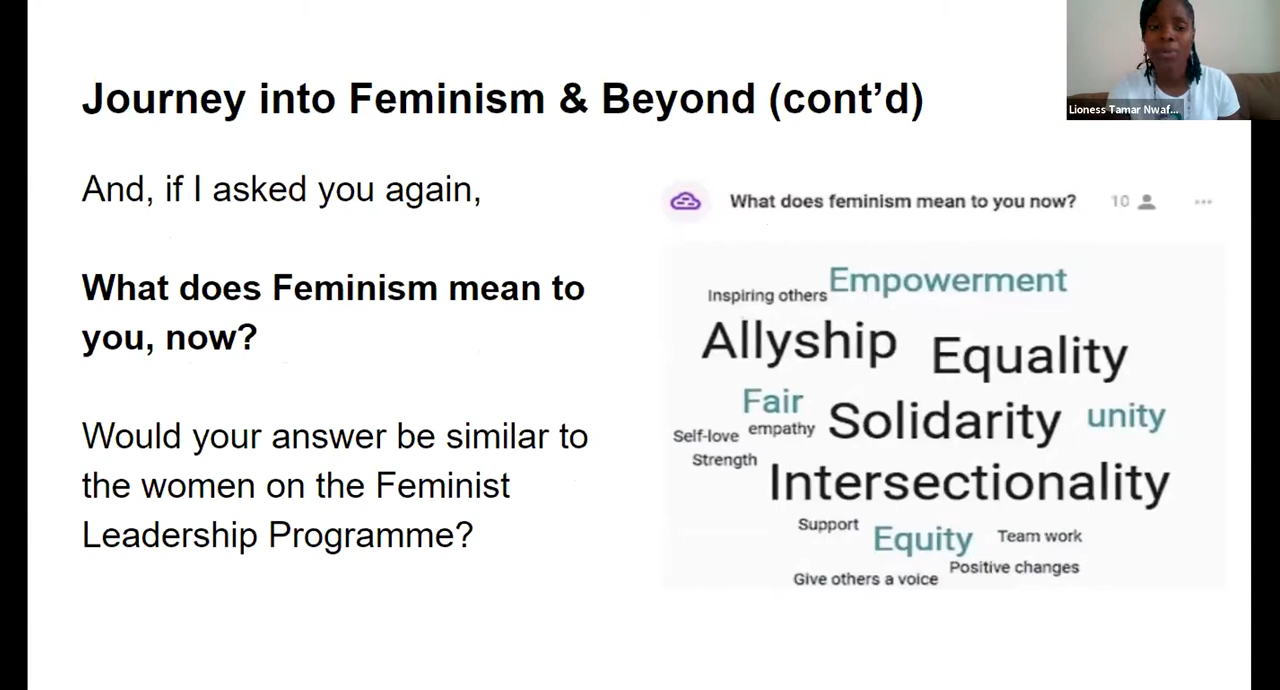 Journey into Feminism & Beyond (cont’d)
Lioness Tamar Nwaf...
And, if I asked you again,
What does Feminism mean to
you, now?
Would your answer be similar to
the women on the Feminist
Leadership Programme?
What does feminism mean to you now?
10
Empowerment
Inspiring others
Allyship
Equality
Fair
Solidarity
unity
empathy
Self-love
Strength
Intersectionality
Support
Equity
Team work
Positive changes
Give others a voice